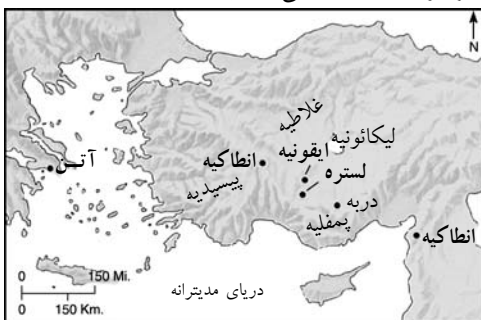 N
غلاطیه
لیکائونیه
ایقونیه
انطاکیه
آتن
لستره
پیسیدیه
دربه
پمفلیه
انطاکیه
0 150 Mi.
0 150 Km.
دریای مدیترانه